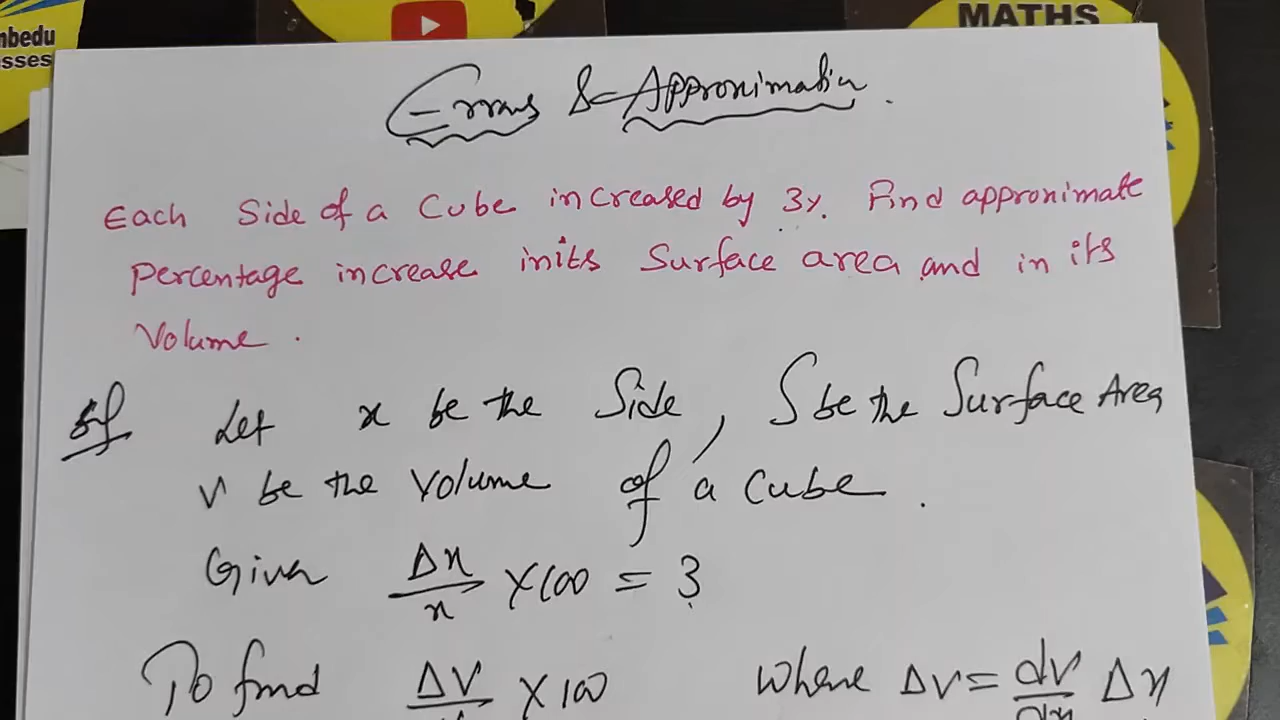 mbedu
sses
MATHS
Errors & Approximation.
Each Side of a Cube increased by 3%. Find approximate
percentage increase in its Surface area and in its
Volume.
Sol Let x be the Side, S be the Surface Area
V be the Volume of a Cube.
Given Δx/x ×100 = 3
To find ΔV/V ×100 where ΔV = dV/dx Δx